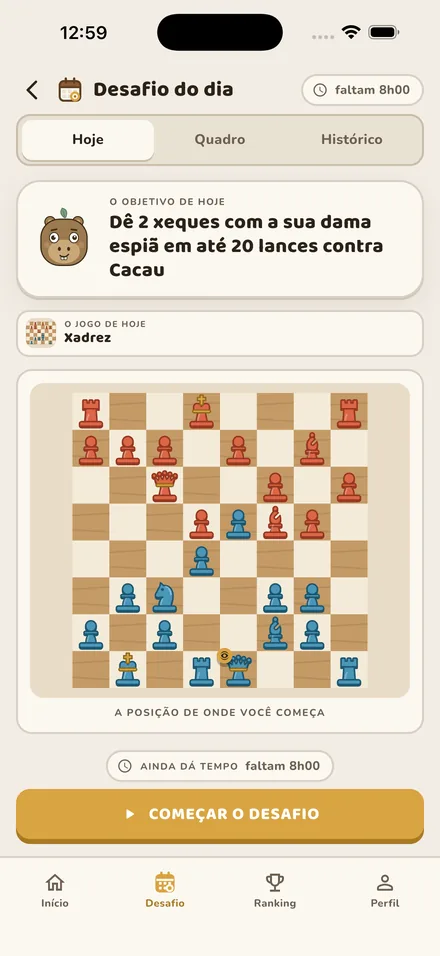 12:59
Desafio do dia
faltam 8h00
Hoje
Quadro
Histórico
O OBJETIVO DE HOJE
Dê 2 xeques com a sua dama
espiã em até 20 lances contra
Cacau
O JOGO DE HOJE
Xadrez
A POSIÇÃO DE ONDE VOCÊ COMEÇA
AINDA DÁ TEMPO faltam 8h00
COMEÇAR O DESAFIO
Início
Desafio
Ranking
Perfil